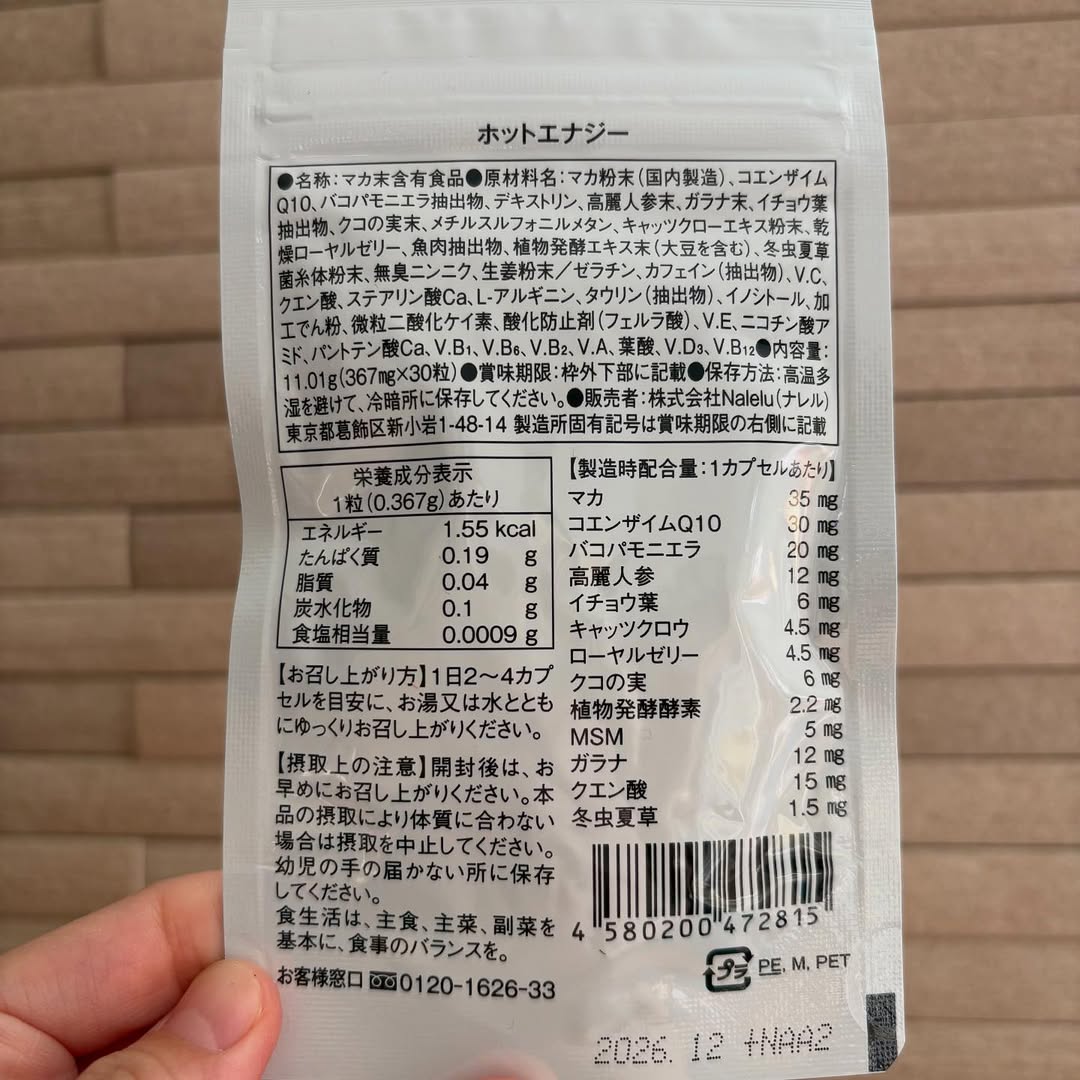 ホットエナジー
●名称:マカ末含有食品●原材料名:マカ粉末(国内製造)、コエンザイム
Q10、バコパモニエラ抽出物、デキストリン、高麗人参末、ガラナ末、イチョウ葉
抽出物、クコの実末、メチルスルフォニルメタン、キャッツクローエキス粉末、乾
燥ローヤルゼリー、魚肉抽出物、植物発酵エキス末(大豆を含む)、冬虫夏草
菌糸体粉末、無臭ニンニク、生姜粉末/ゼラチン、カフェイン(抽出物)、V.C、
クエン酸、ステアリン酸Ca、L-アルギニン、タウリン(抽出物)、イノシトール、加
工でん粉、微粒二酸化ケイ素、酸化防止剤(フェルラ酸)、V.E、ニコチン酸ア
ミド、パントテン酸Ca、V.B1、V.B6、V.B2、V.A、葉酸、V.D3、V.B12●内容量:
11.01g(367mg×30粒)●賞味期限:枠外下部に記載●保存方法:高温多
湿を避けて、冷暗所に保存してください。●販売者:株式会社Nalelu(ナレル)
東京都葛飾区新小岩1-48-14 製造所固有記号は賞味期限の右側に記載
栄養成分表示
1粒(0.367g)あたり
エネルギー 1.55 kcal
たんぱく質 0.19 g
脂質 0.04 g
炭水化物 0.1 g
食塩相当量 0.0009 g
【お召し上がり方】1日2〜4カプ
セルを目安に、お湯又は水ととも
にゆっくりお召し上がりください。
【摂取上の注意】開封後は、お
早めにお召し上がりください。本
品の摂取により体質に合わない
場合は摂取を中止してください。
幼児の手の届かない所に保存
してください。
食生活は、主食、主菜、副菜を
基本に、食事のバランスを。
お客様窓口 0120-1626-33
【製造時配合量:1カプセルあたり】
マカ 35 mg
コエンザイムQ10 30 mg
バコパモニエラ 20 mg
高麗人参 12 mg
イチョウ葉 6 mg
キャッツクロウ 4.5 mg
ローヤルゼリー 4.5 mg
クコの実 6 mg
植物発酵酵素 2.2 mg
MSM 5 mg
ガラナ 12 mg
クエン酸 15 mg
冬虫夏草 1.5 mg
4 580200 472815
プラ PE, M, PET
2026. 12 +NAA2